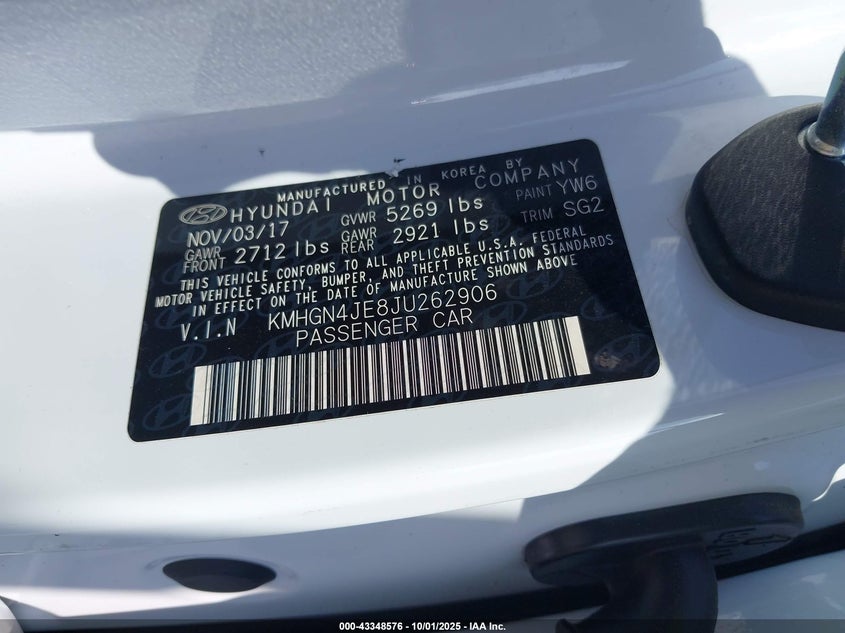 MANUFACTURED IN KOREA BY
HYUNDAI MOTOR COMPANY
NOV/03/17 GVWR 5269 lbs PAINT YW6
GAWR FRONT 2712 lbs GAWR REAR 2921 lbs TRIM SG2
THIS VEHICLE CONFORMS TO ALL APPLICABLE U.S.A. FEDERAL
MOTOR VEHICLE SAFETY, BUMPER, AND THEFT PREVENTION STANDARDS
IN EFFECT ON THE DATE OF MANUFACTURE SHOWN ABOVE
V.I.N KMHGN4JE8JU262906
PASSENGER CAR
000-43348576 - 10/01/2025 - IAA Inc.